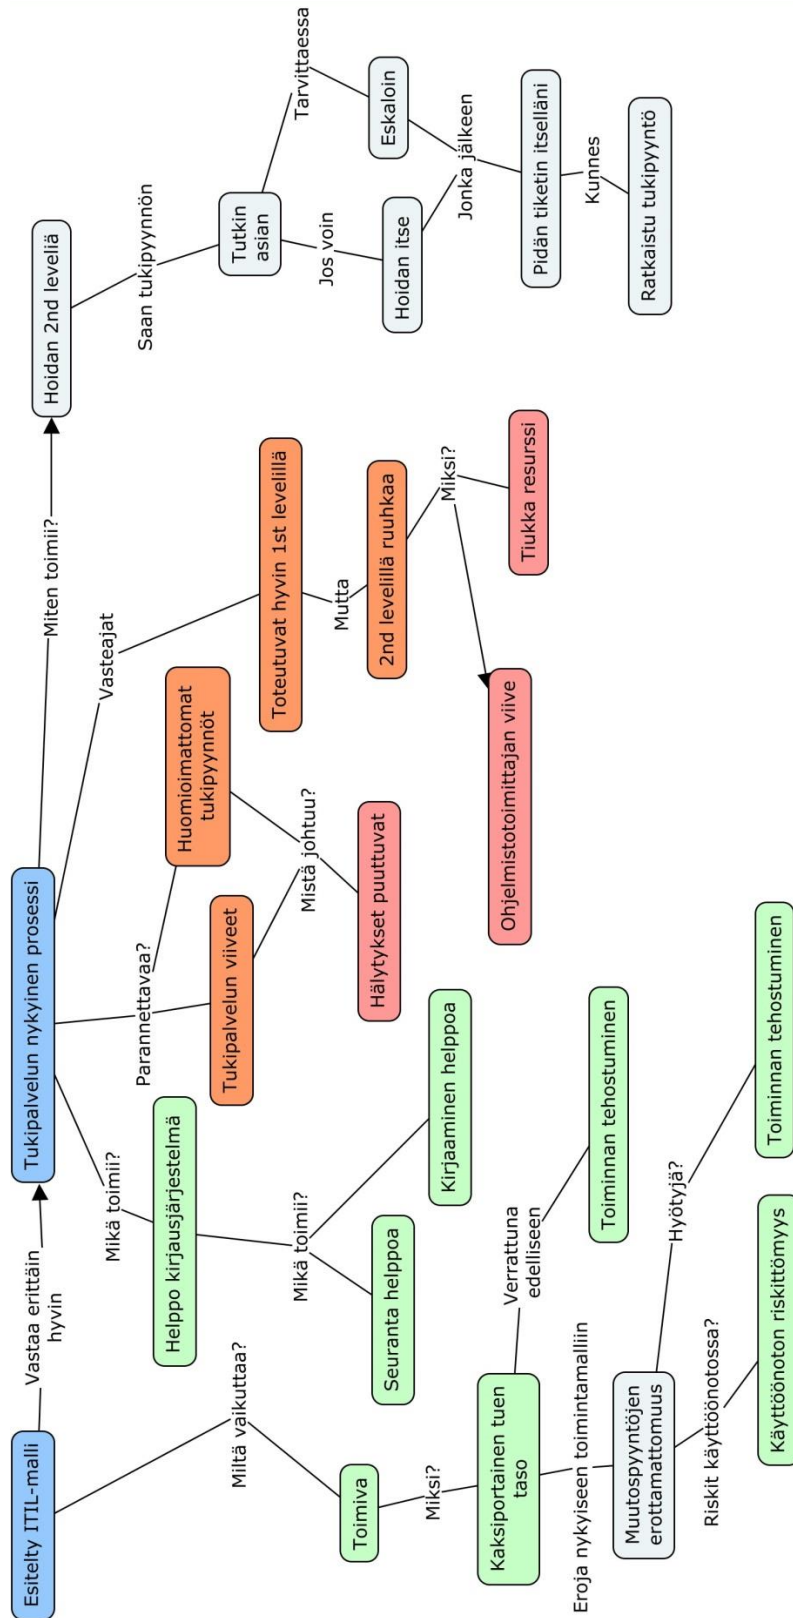 Esitelty ITIL-malli
Vastaa erittäin
hyvin
Tukipalvelun nykyinen prosessi
Miten toimii?
Hoidan 2nd leveliä
Miltä vaikuttaa?
Toimiva
Miksi?
Kaksiportainen tuen
taso
Verrattuna
edelliseen
Toiminnan tehostuminen
Eroja nykyiseen toimintamalliin
Muutospyyntöjen
erottamattomuus
Riskit käyttöönotossa?
Käyttöönoton riskittömyys
Hyötyjä?
Toiminnan tehostuminen
Mikä toimii?
Helppo kirjausjärjestelmä
Mikä toimii?
Seuranta helppoa
Kirjaaminen helppoa
Parannettavaa?
Tukipalvelun viiveet
Huomioimattomat
tukipyynnöt
Mistä johtuu?
Hälytykset puuttuvat
Vasteajat
Toteutuvat hyvin 1st levelillä
Mutta
2nd levelillä ruuhkaa
Miksi?
Ohjelmistotoimittajan viive
Tiukka resurssi
Saan tukipyynnön
Tutkin
asian
Jos voin
Hoidan itse
Tarvittaessa
Eskaloin
Jonka jälkeen
Pidän tiketin itselläni
Kunnes
Ratkaistu tukipyyntö